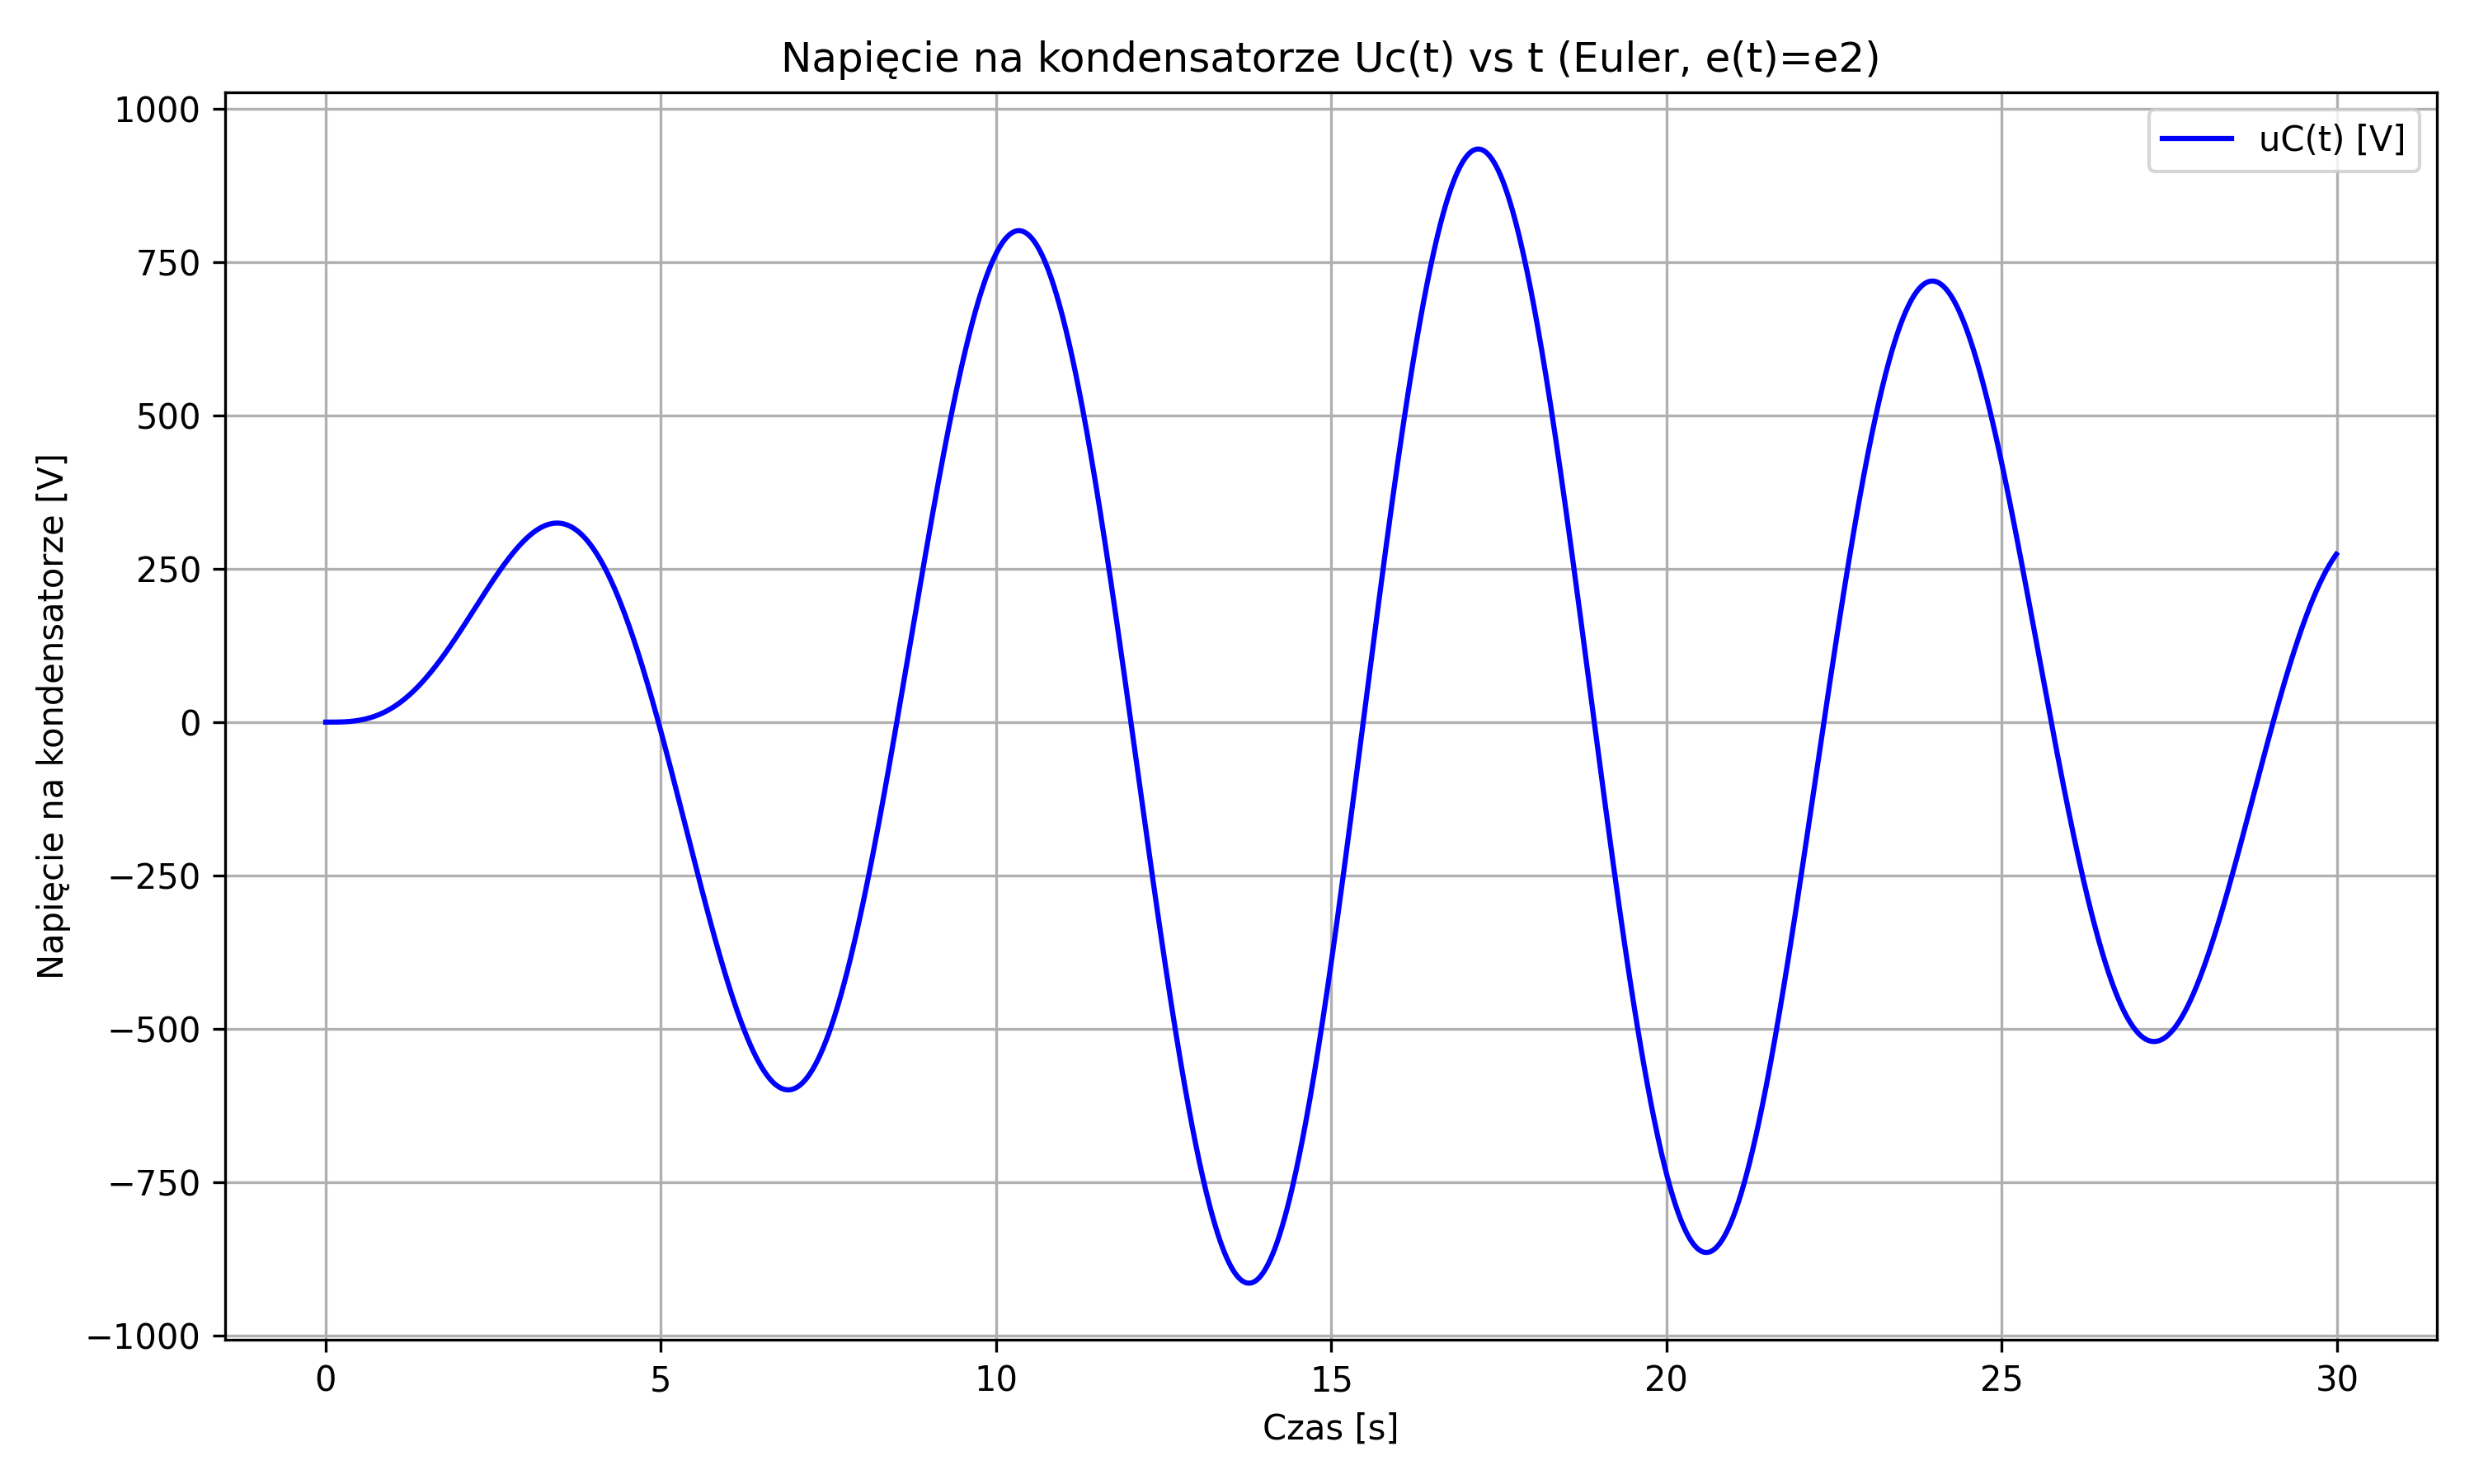 Napięcie na kondensatorze Uc(t) vs t (Euler, e(t)=e2)
uC(t) [V]
Napięcie na kondensatorze [V]
1000
750
500
250
0
−250
−500
−750
−1000
0 5 10 15 20 25 30
Czas [s]